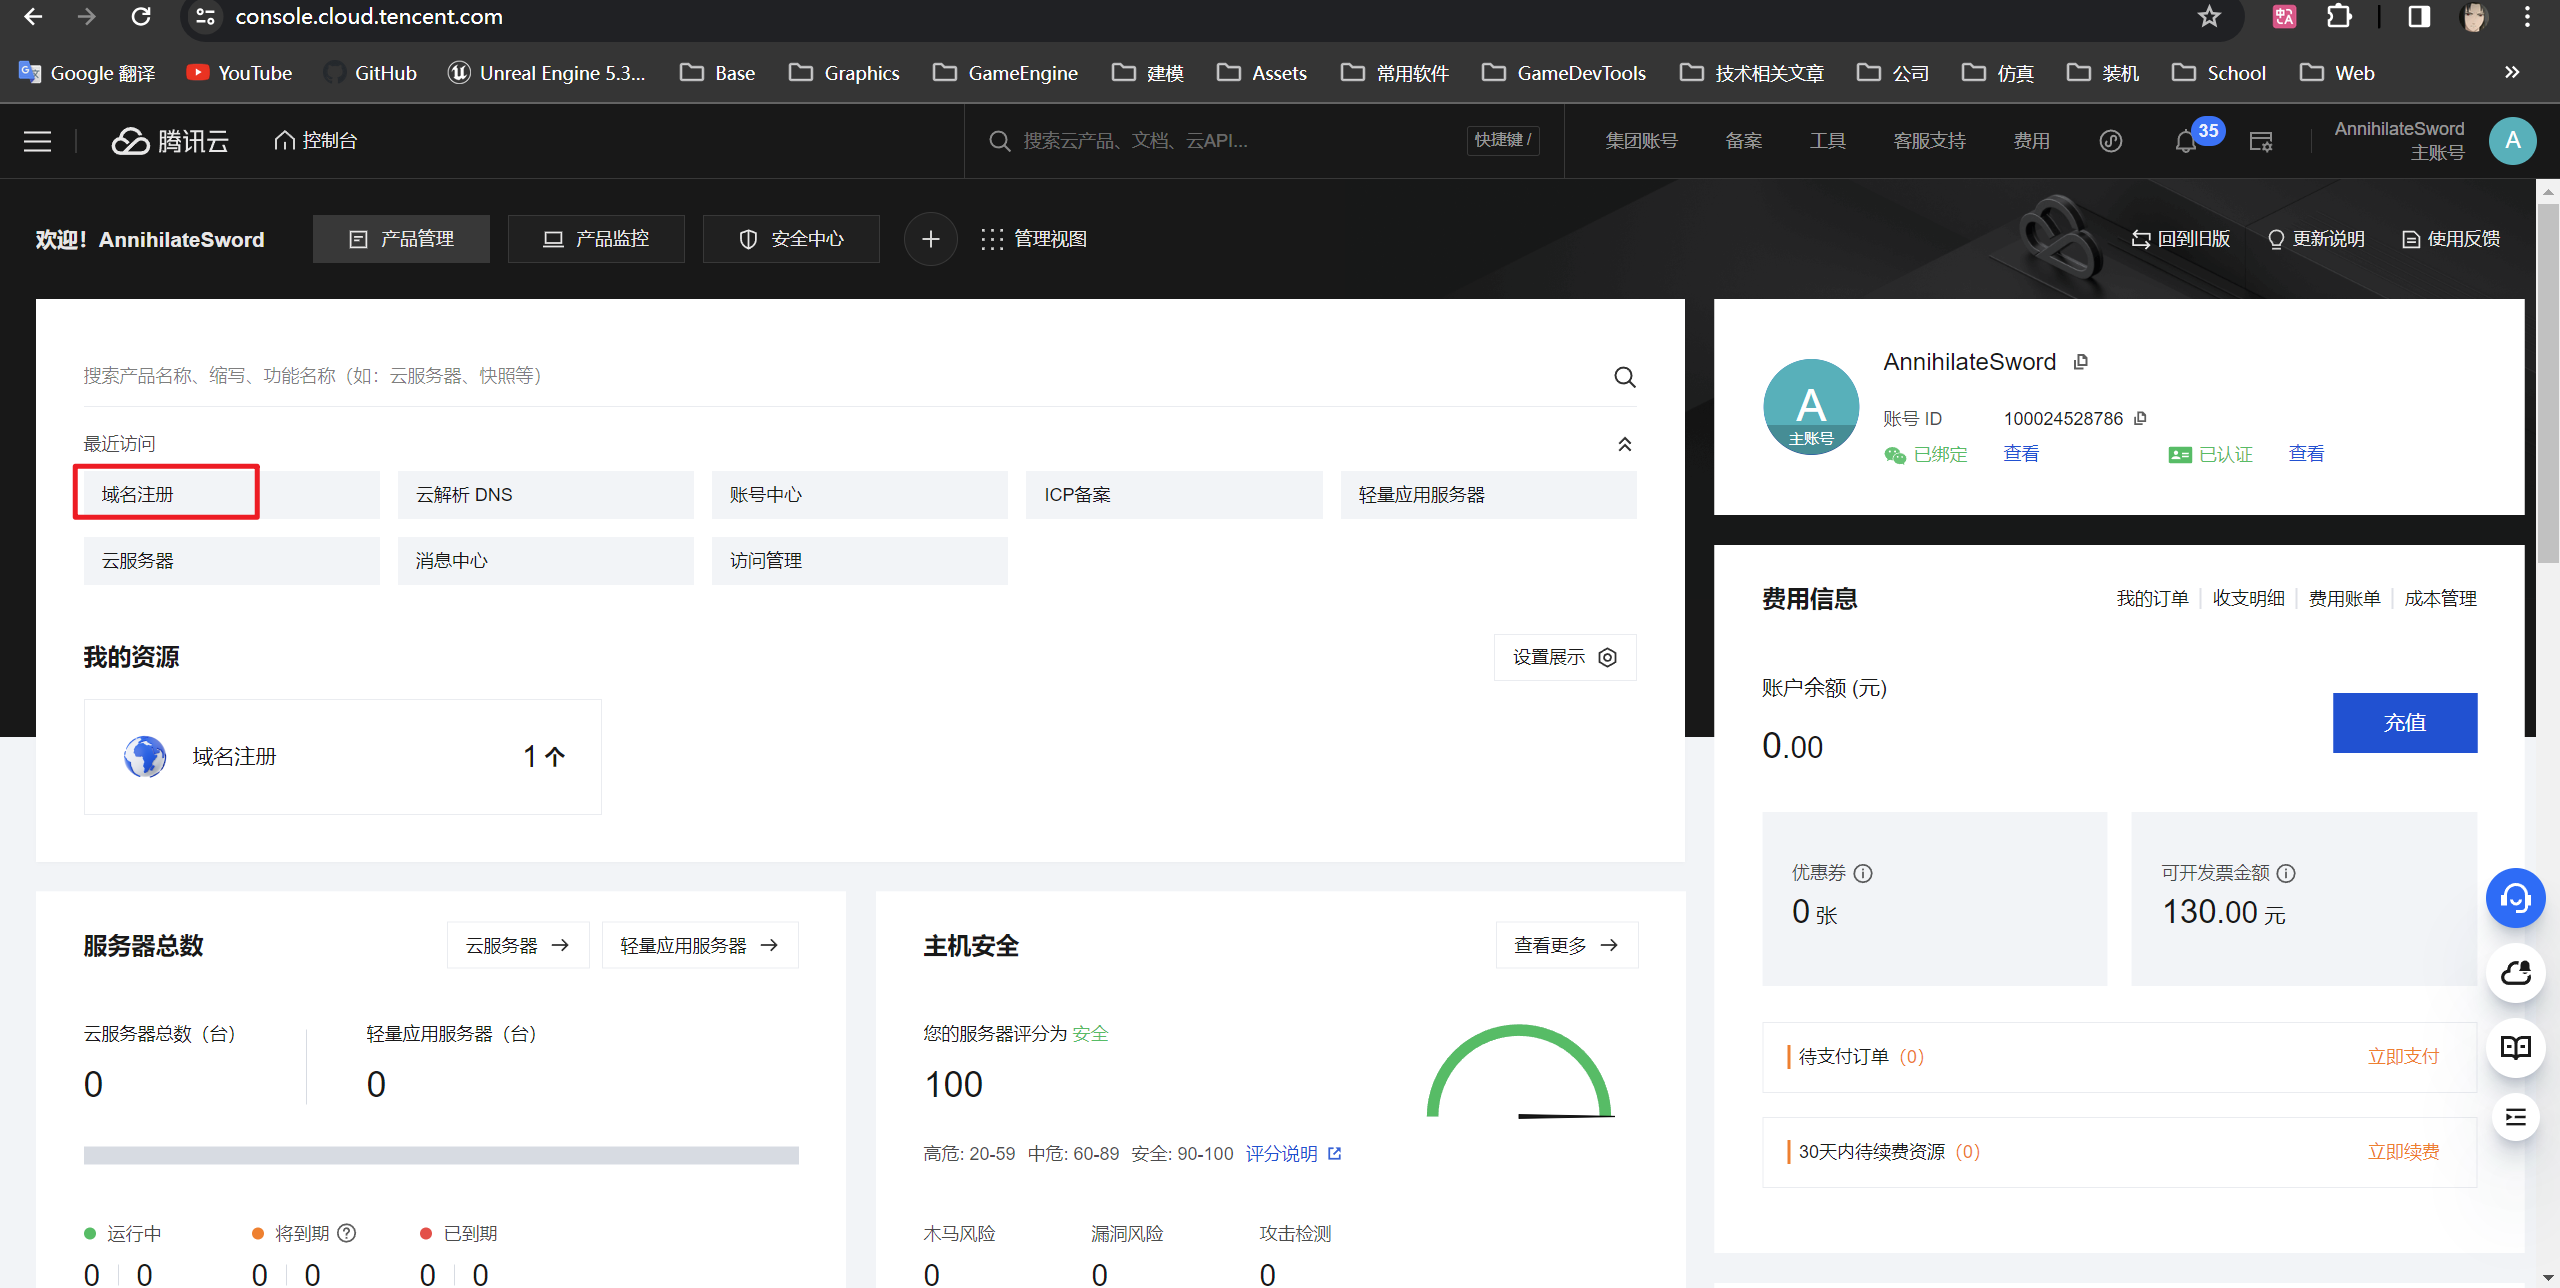 console.cloud.tencent.com
Google 翻译 YouTube GitHub Unreal Engine 5.3... Base Graphics GameEngine 建模 Assets 常用软件 GameDevTools 技术相关文章 公司 仿真 装机 School Web
腾讯云 控制台 搜索云产品、文档、云API... 快捷键 / 集团账号 备案 工具 客服支持 费用 35 AnnihilateSword A
主账号
欢迎！AnnihilateSword 产品管理 产品监控 安全中心 管理视图 回到旧版 更新说明 使用反馈
搜索产品名称、缩写、功能名称（如：云服务器、快照等）
最近访问
域名注册 云解析 DNS 账号中心 ICP备案 轻量应用服务器
云服务器 消息中心 访问管理
我的资源 设置展示
域名注册 1 个
AnnihilateSword
A
主账号
账号 ID 100024528786
已绑定 查看 已认证 查看
费用信息 我的订单 收支明细 费用账单 成本管理
账户余额 (元)
0.00 充值
优惠券 可开发票金额
0 张 130.00 元
待支付订单（0） 立即支付
30天内待续费资源（0） 立即续费
服务器总数 云服务器 轻量应用服务器
云服务器总数（台） 轻量应用服务器（台）
0 0
运行中 将到期 已到期
0 0 0 0 0 0
主机安全 查看更多
您的服务器评分为 安全
100
高危: 20-59 中危: 60-89 安全: 90-100 评分说明
木马风险 漏洞风险 攻击检测
0 0 0